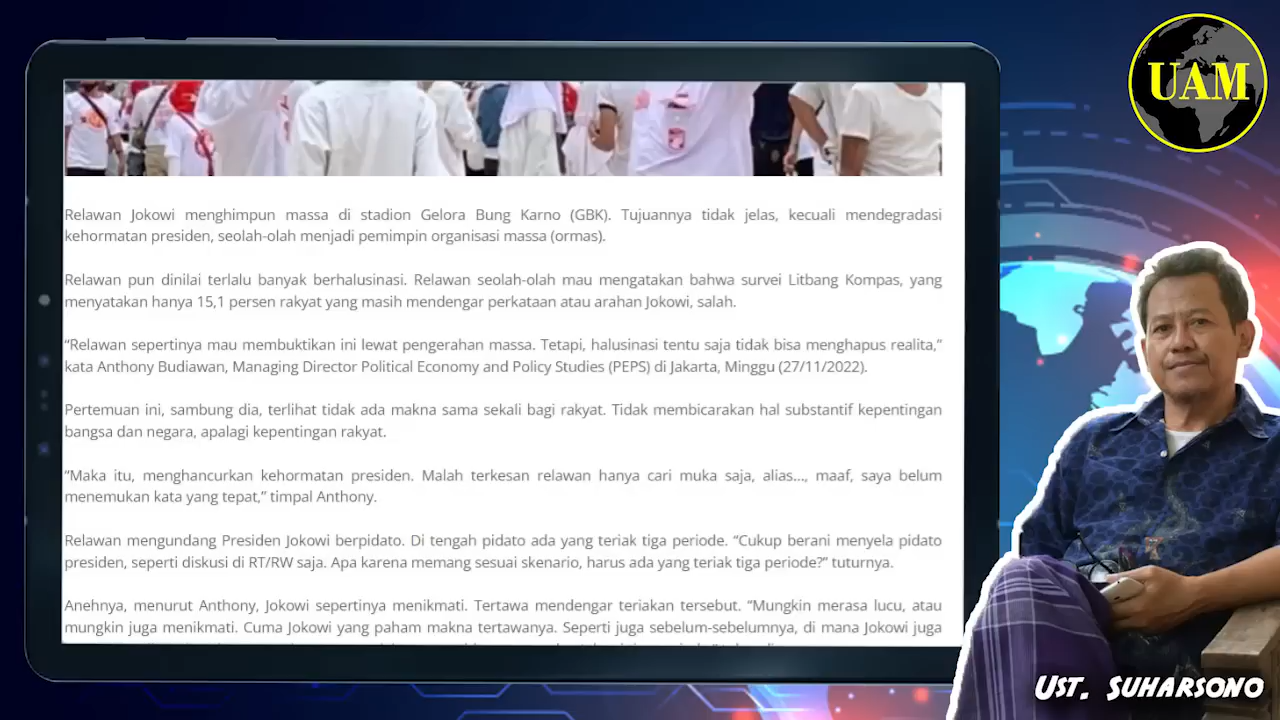 UAM
Relawan Jokowi menghimpun massa di stadion Gelora Bung Karno (GBK). Tujuannya tidak jelas, kecuali mendegradasi
kehormatan presiden, seolah-olah menjadi pemimpin organisasi massa (ormas).
Relawan pun dinilai terlalu banyak berhalusinasi. Relawan seolah-olah mau mengatakan bahwa survei Litbang Kompas, yang
menyatakan hanya 15,1 persen rakyat yang masih mendengar perkataan atau arahan Jokowi, salah.
“Relawan sepertinya mau membuktikan ini lewat pengerahan massa. Tetapi, halusinasi tentu saja tidak bisa menghapus realita,”
kata Anthony Budiawan, Managing Director Political Economy and Policy Studies (PEPS) di Jakarta, Minggu (27/11/2022).
Pertemuan ini, sambung dia, terlihat tidak ada makna sama sekali bagi rakyat. Tidak membicarakan hal substantif kepentingan
bangsa dan negara, apalagi kepentingan rakyat.
“Maka itu, menghancurkan kehormatan presiden. Malah terkesan relawan hanya cari muka saja, alias..., maaf, saya belum
menemukan kata yang tepat,” timpal Anthony.
Relawan mengundang Presiden Jokowi berpidato. Di tengah pidato ada yang teriak tiga periode. “Cukup berani menyela pidato
presiden, seperti diskusi di RT/RW saja. Apa karena memang sesuai skenario, harus ada yang teriak tiga periode?” tuturnya.
Anehnya, menurut Anthony, Jokowi sepertinya menikmati. Tertawa mendengar teriakan tersebut. “Mungkin merasa lucu, atau
mungkin juga menikmati. Cuma Jokowi yang paham makna tertawanya. Seperti juga sebelum-sebelumnya, di mana Jokowi juga
UST. SUHARSONO